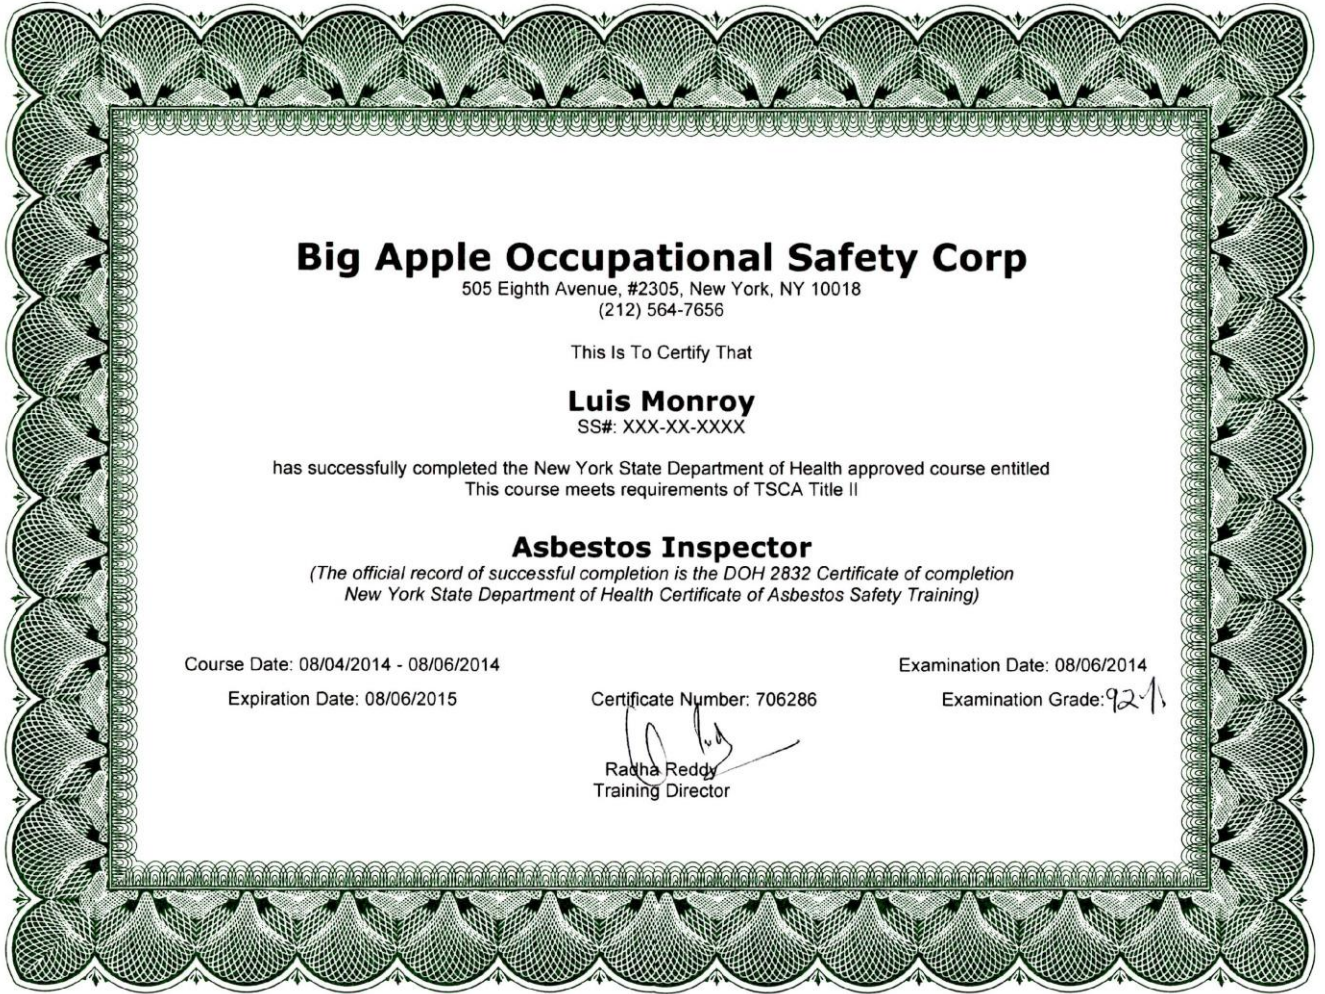 Big Apple Occupational Safety Corp
505 Eighth Avenue, #2305, New York, NY 10018
(212) 564-7656
This Is To Certify That
Luis Monroy
SS#: XXX-XX-XXXX
has successfully completed the New York State Department of Health approved course entitled
This course meets requirements of TSCA Title II
Asbestos Inspector
(The official record of successful completion is the DOH 2832 Certificate of completion
New York State Department of Health Certificate of Asbestos Safety Training)
Course Date: 08/04/2014 - 08/06/2014
Examination Date: 08/06/2014
Expiration Date: 08/06/2015
Certificate Number: 706286
Examination Grade: 92%
Radha Reddy
Training Director